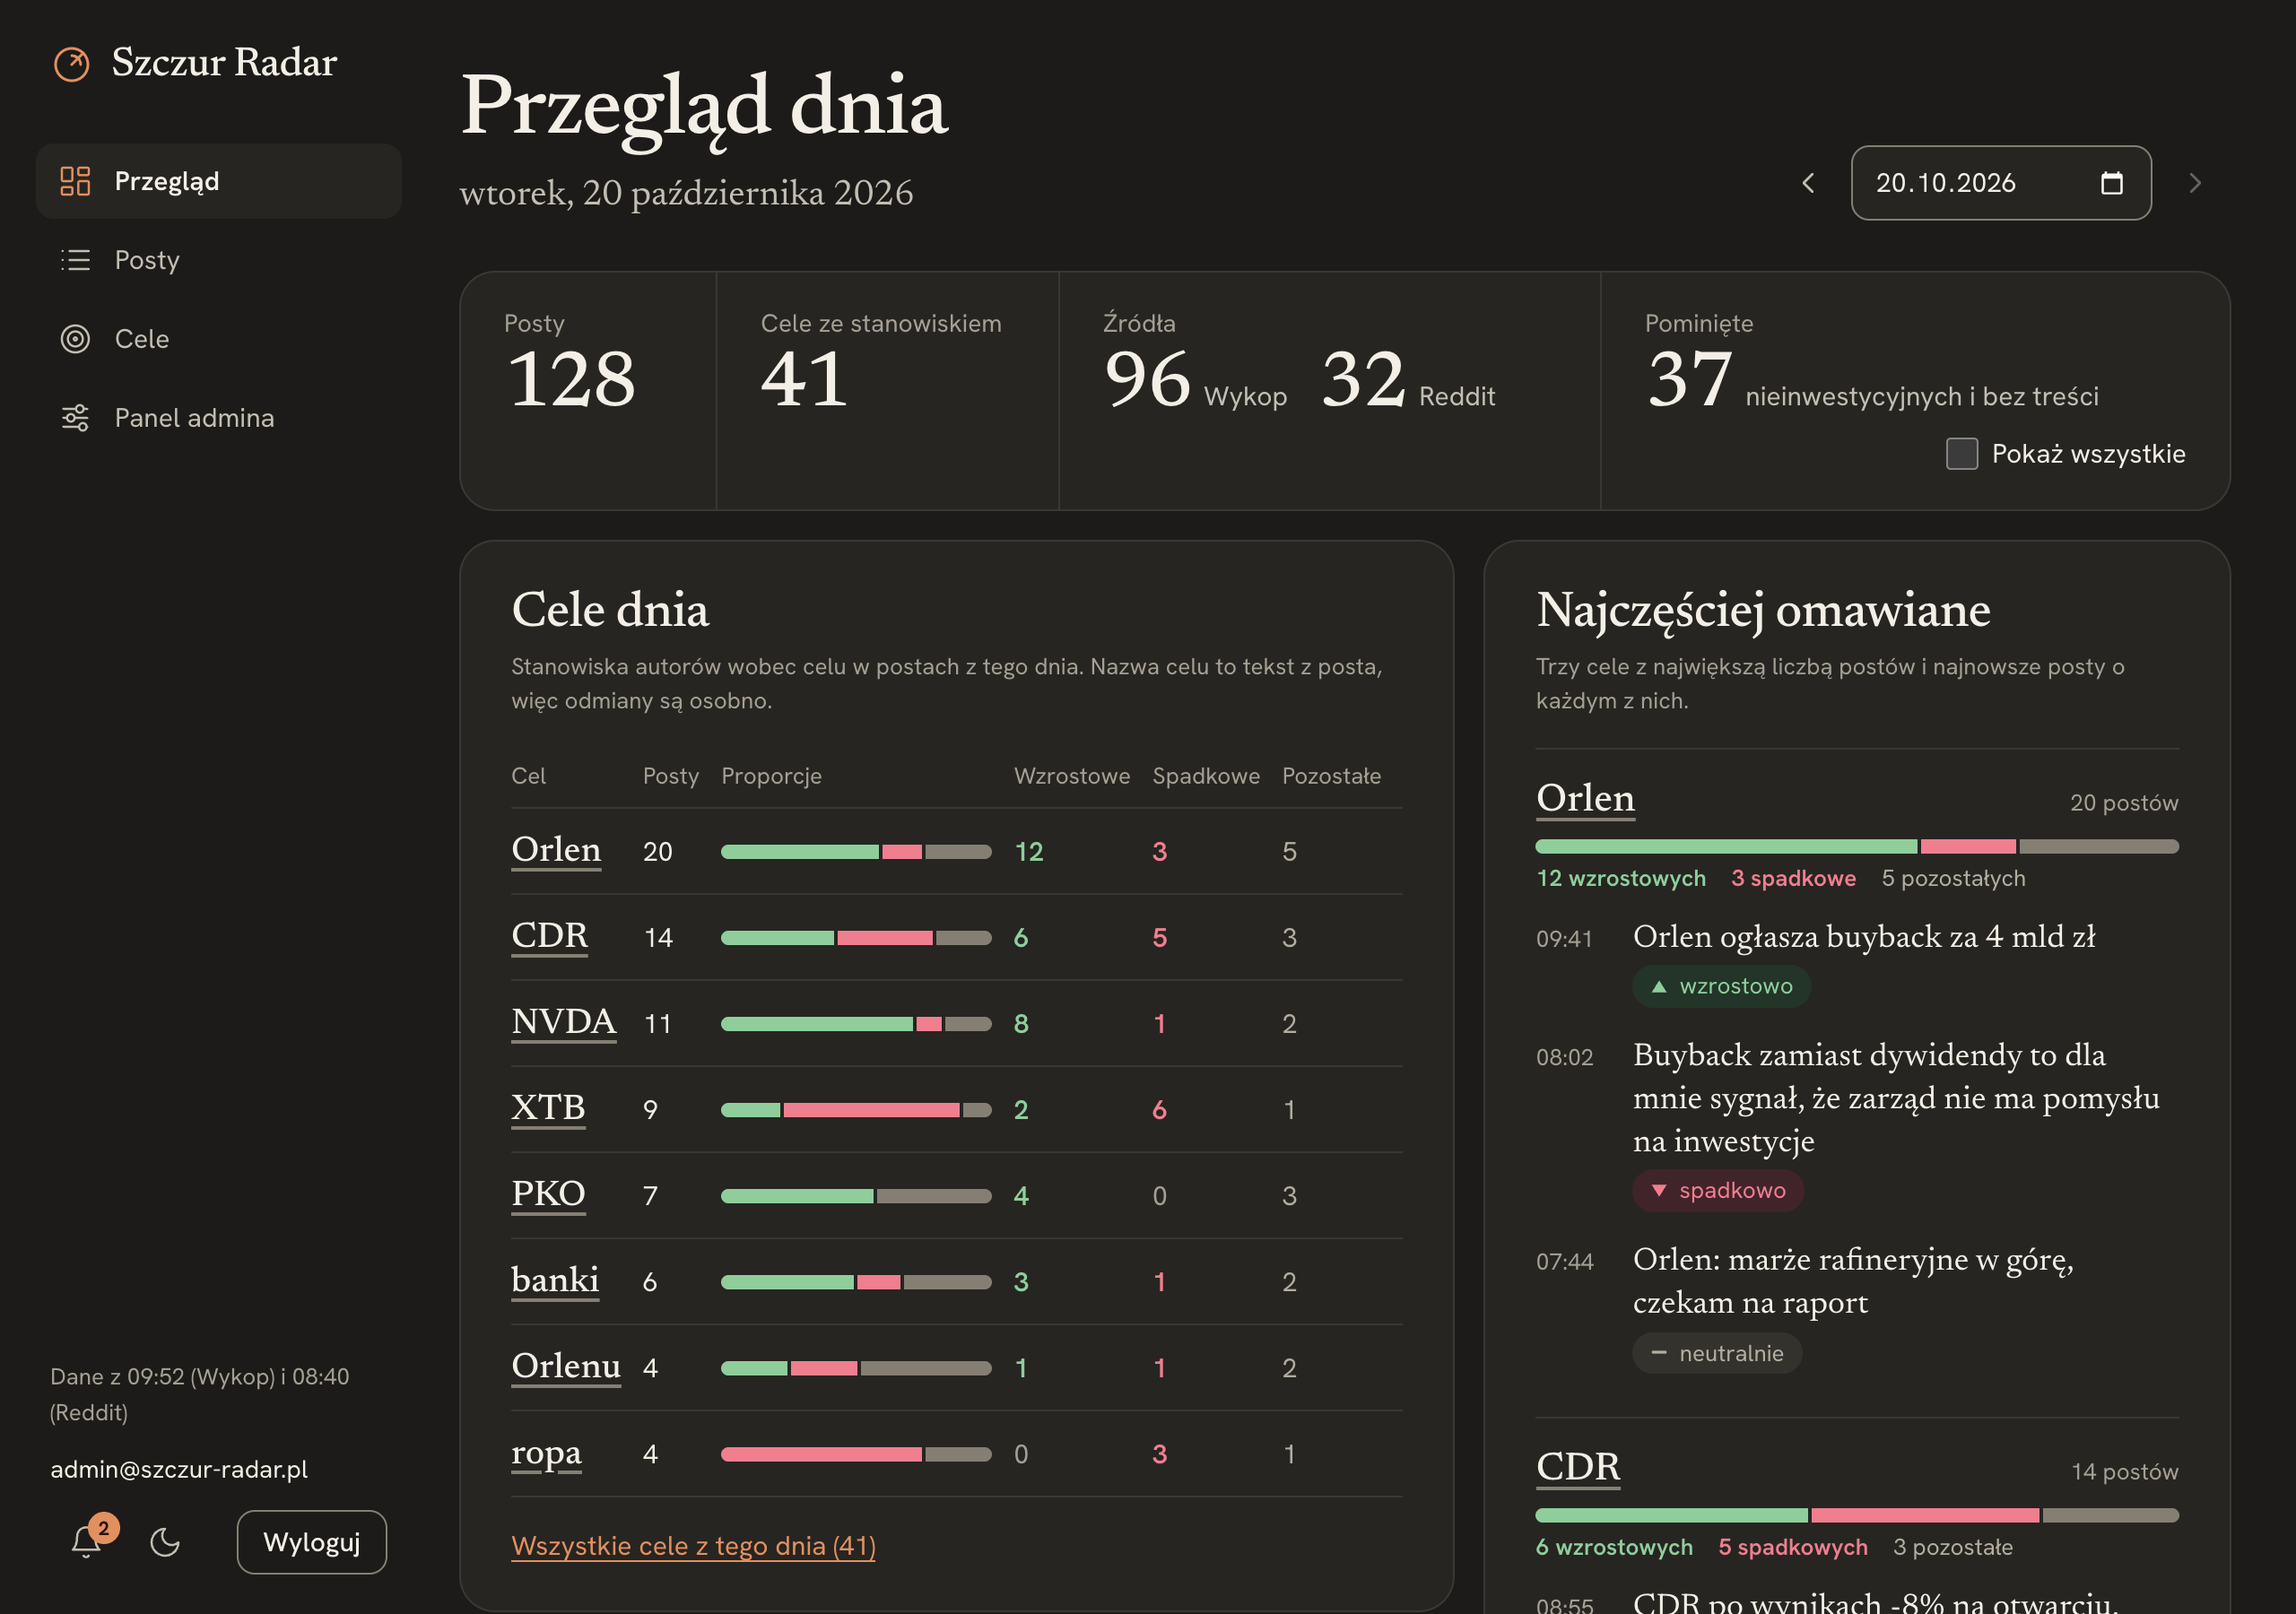 Szczur Radar
Przegląd
Posty
Cele
Panel admina
Dane z 09:52 (Wykop) i 08:40
(Reddit)
admin@szczur-radar.pl
2
Wyloguj
Przegląd dnia
wtorek, 20 października 2026
20.10.2026
Posty
128
Cele ze stanowiskiem
41
Źródła
96 Wykop 32 Reddit
Pominięte
37 nieinwestycyjnych i bez treści
Pokaż wszystkie
Cele dnia
Stanowiska autorów wobec celu w postach z tego dnia. Nazwa celu to tekst z posta,
więc odmiany są osobno.
Cel Posty Proporcje Wzrostowe Spadkowe Pozostałe
Orlen 20 12 3 5
CDR 14 6 5 3
NVDA 11 8 1 2
XTB 9 2 6 1
PKO 7 4 0 3
banki 6 3 1 2
Orlenu 4 1 1 2
ropa 4 0 3 1
Wszystkie cele z tego dnia (41)
Najczęściej omawiane
Trzy cele z największą liczbą postów i najnowsze posty o
każdym z nich.
Orlen 20 postów
12 wzrostowych 3 spadkowe 5 pozostałych
09:41 Orlen ogłasza buyback za 4 mld zł
wzrostowo
08:02 Buyback zamiast dywidendy to dla
mnie sygnał, że zarząd nie ma pomysłu
na inwestycje
spadkowo
07:44 Orlen: marże rafineryjne w górę,
czekam na raport
neutralnie
CDR 14 postów
6 wzrostowych 5 spadkowych 3 pozostałe
08:55 CDR po wynikach -8% na otwarciu,